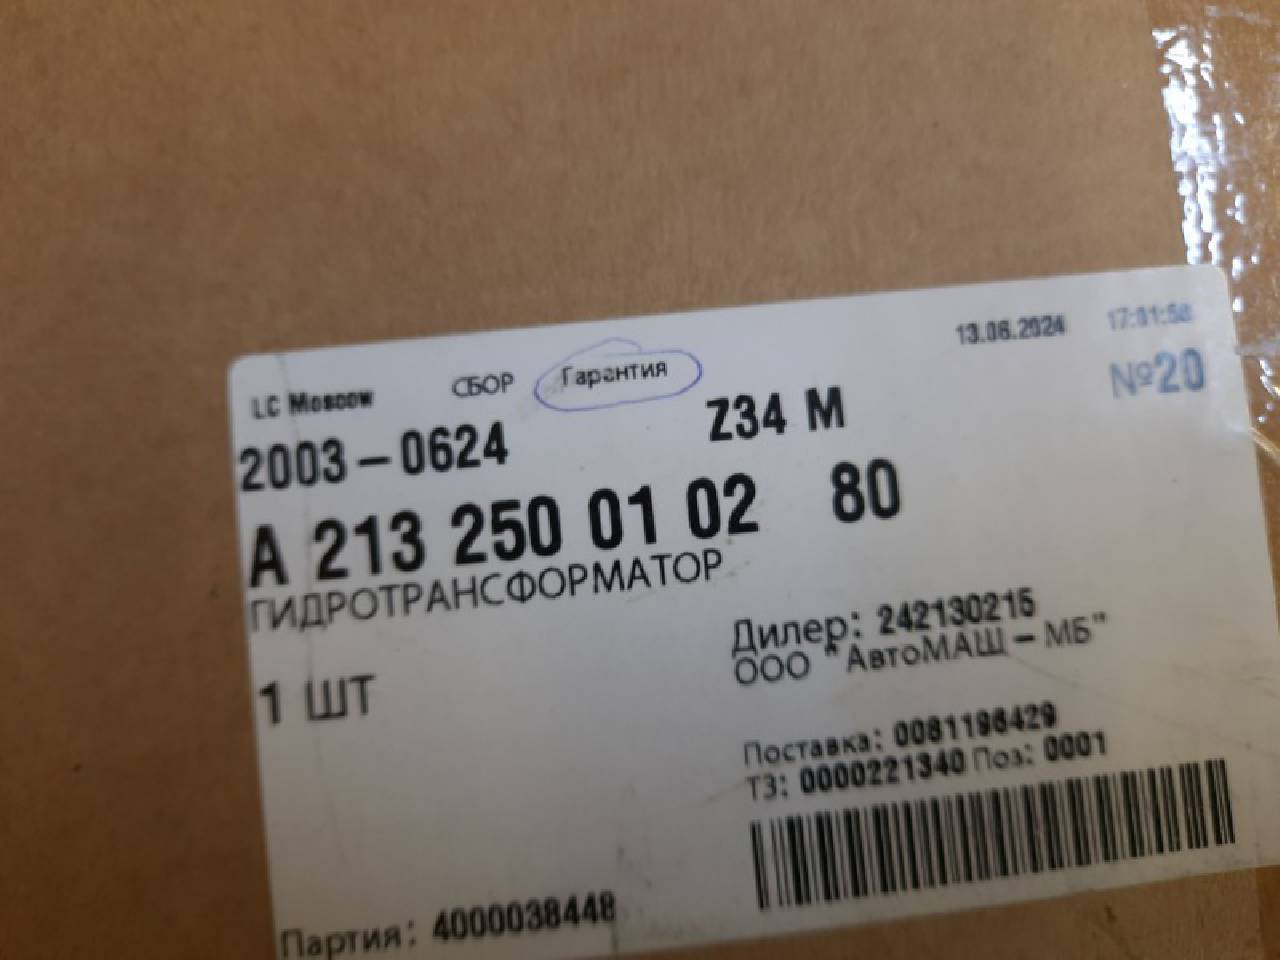 13.06.2024 17:01:58
LC Moscow СБОР Гарантия №20
2003-0624 Z34 M
A 213 250 01 02 80
ГИДРОТРАНСФОРМАТОР
Дилер: 242130215
1 ШТ ООО "АвтоМАШ-МБ"
Поставка: 0081196429
ТЗ: 0000221340 Поз: 0001
Партия: 4000038448